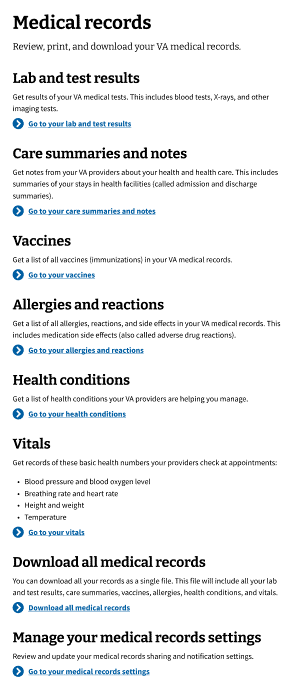 Medical records
Review, print, and download your VA medical records.
Lab and test results
Get results of your VA medical tests. This includes blood tests, X-rays, and other
imaging tests.
Go to your lab and test results
Care summaries and notes
Get notes from your VA providers about your health and health care. This includes
summaries of your stays in health facilities (called admission and discharge
summaries).
Go to your care summaries and notes
Vaccines
Get a list of all vaccines (immunizations) in your VA medical records.
Go to your vaccines
Allergies and reactions
Get a list of all allergies, reactions, and side effects in your VA medical records. This
includes medication side effects (also called adverse drug reactions).
Go to your allergies and reactions
Health conditions
Get a list of health conditions your VA providers are helping you manage.
Go to your health conditions
Vitals
Get records of these basic health numbers your providers check at appointments:
• Blood pressure and blood oxygen level
• Breathing rate and heart rate
• Height and weight
• Temperature
Go to your vitals
Download all medical records
You can download all your records as a single file. This file will include all your lab
and test results, care summaries, vaccines, allergies, health conditions, and vitals.
Download all medical records
Manage your medical records settings
Review and update your medical records sharing and notification settings.
Go to your medical records settings